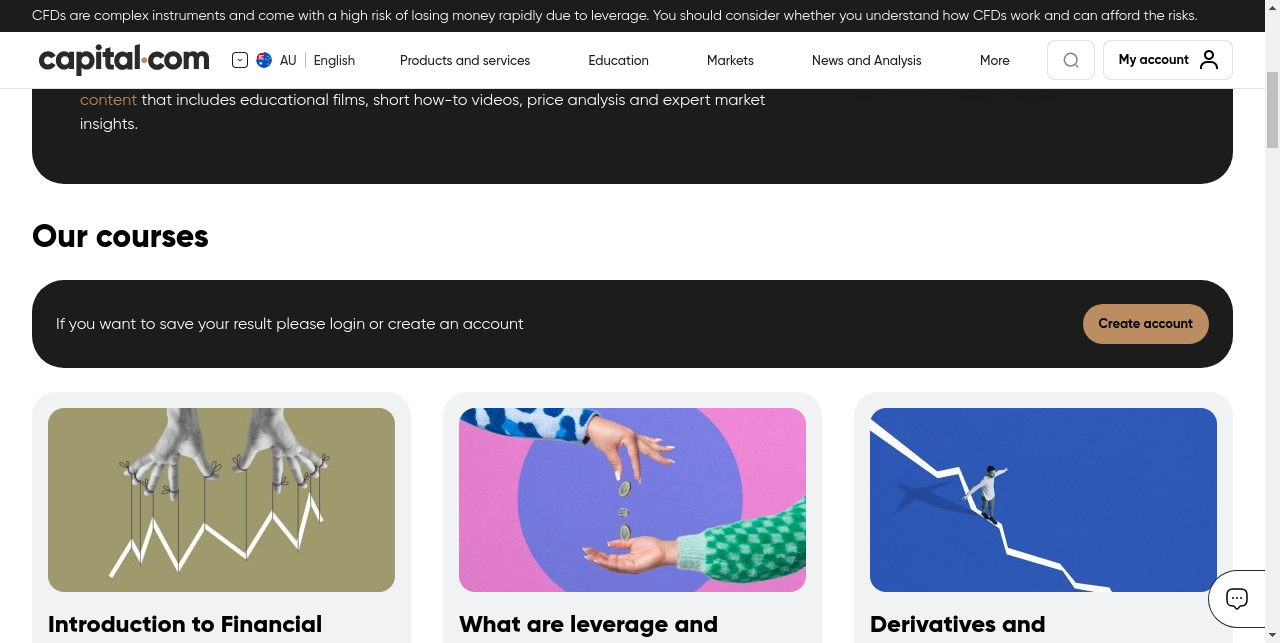 CFDs are complex instruments and come with a high risk of losing money rapidly due to leverage. You should consider whether you understand how CFDs work and can afford the risks.
capital.com AU English Products and services Education Markets News and Analysis More My account
content that includes educational films, short how-to videos, price analysis and expert market
insights.
Our courses
If you want to save your result please login or create an account
Create account
Introduction to Financial
What are leverage and
Derivatives and